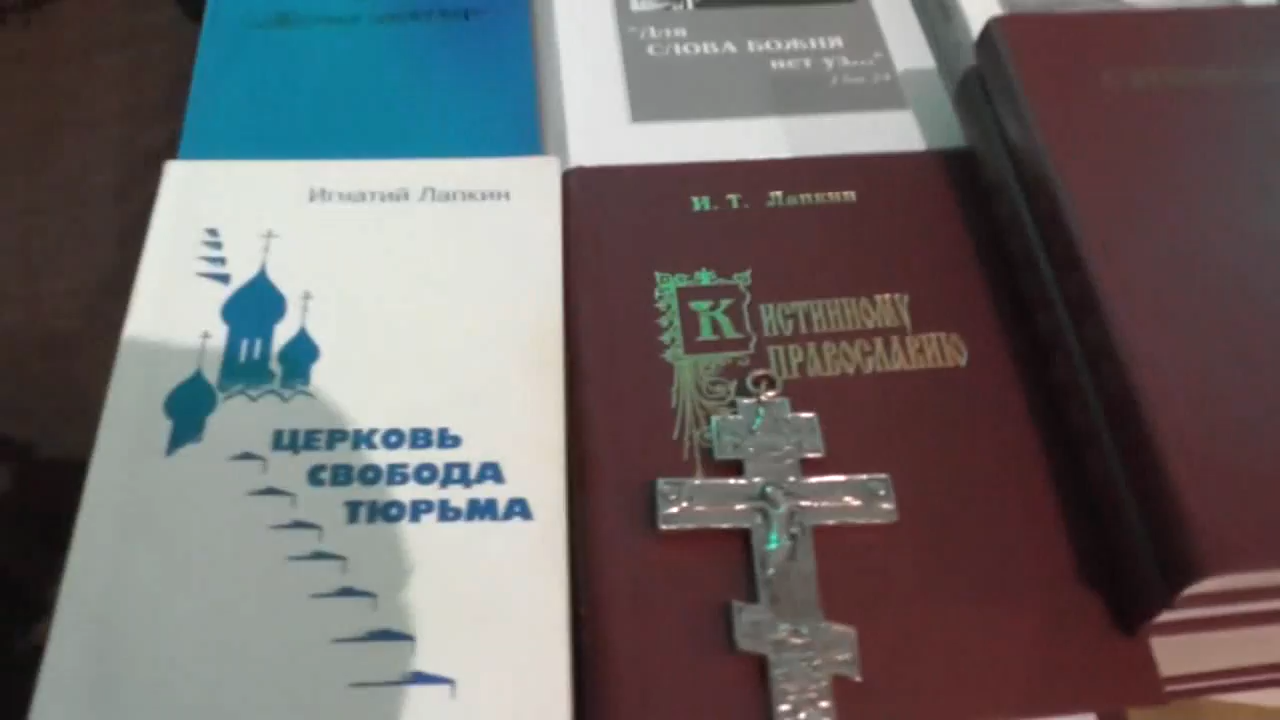 "Для
СЛОВА БОЖИЯ
нет уз..."
Игнатий Лапкин
ЦЕРКОВЬ
СВОБОДА
ТЮРЬМА
И. Т. Лапкин
К ИСТИННОМУ
ПРАВОСЛАВИЮ